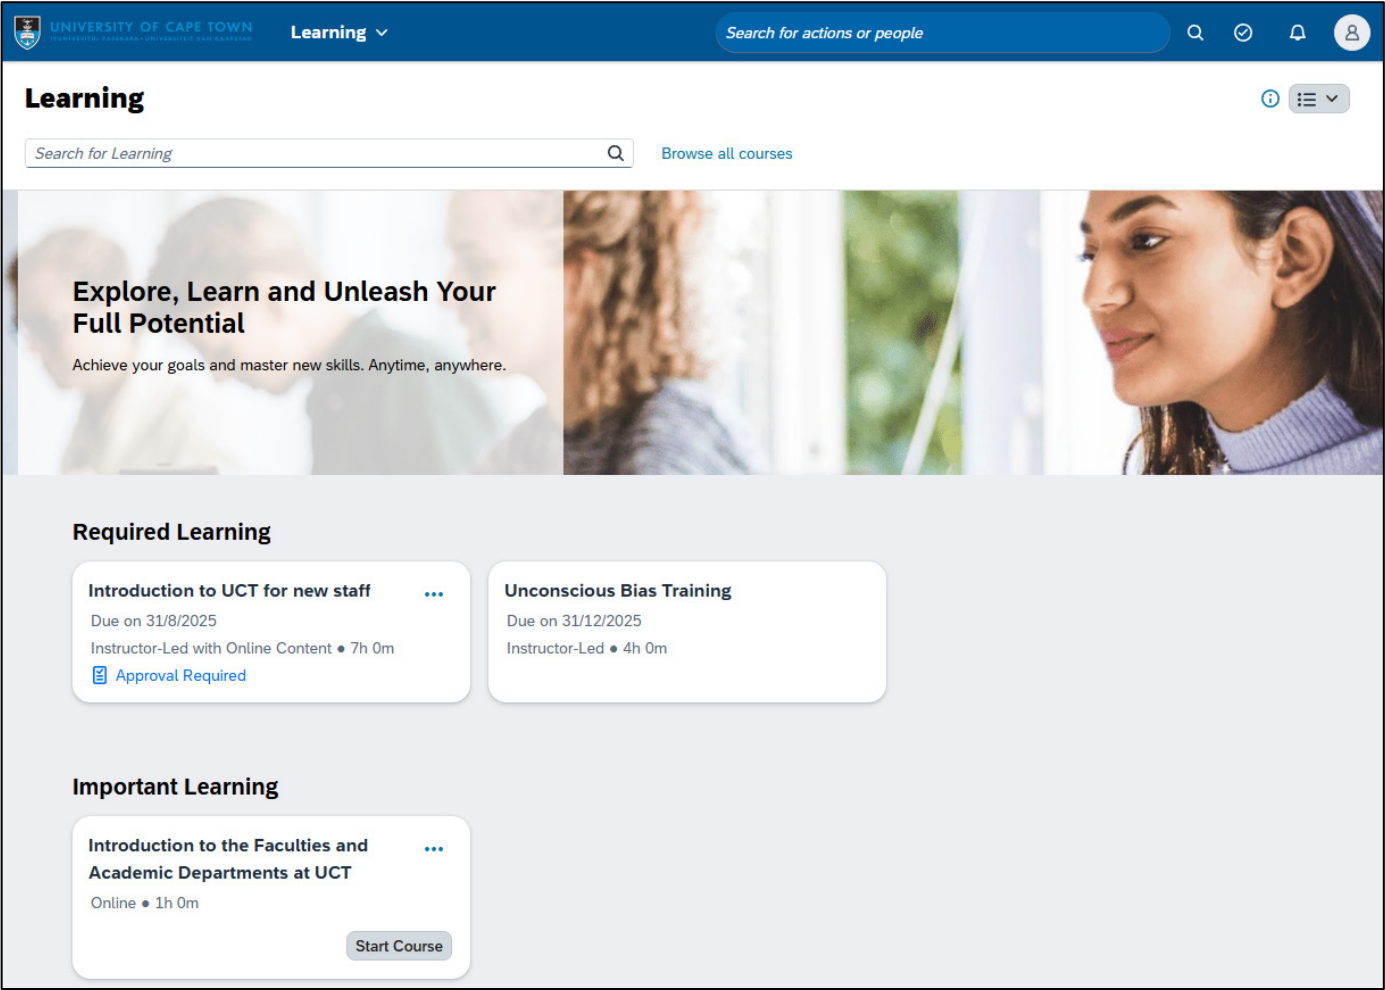 UNIVERSITY OF CAPE TOWN
Learning
Search for actions or people
Learning
Search for Learning
Browse all courses
Explore, Learn and Unleash Your
Full Potential
Achieve your goals and master new skills. Anytime, anywhere.
Required Learning
Introduction to UCT for new staff
Due on 31/8/2025
Instructor-Led with Online Content ● 7h 0m
Approval Required
Unconscious Bias Training
Due on 31/12/2025
Instructor-Led ● 4h 0m
Important Learning
Introduction to the Faculties and
Academic Departments at UCT
Online ● 1h 0m
Start Course